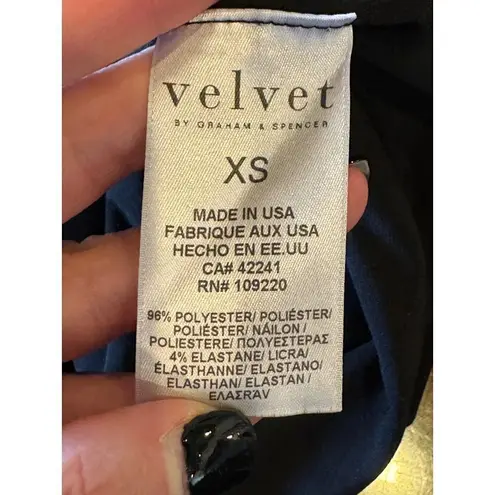 velvet
BY GRAHAM & SPENCER
XS
MADE IN USA
FABRIQUE AUX USA
HECHO EN EE.UU
CA# 42241
RN# 109220
96% POLYESTER/ POLIÉSTER/
POLIÉSTER/ NÁILON /
POLIESTERE/ ΠΟΛΥΕΣΤΕΡΑΣ
4% ELASTANE/ LICRA/
ÉLASTHANNE/ ELASTANO/
ELASTHAN/ ELASTAN /
ΕΛΑΣΡΑV